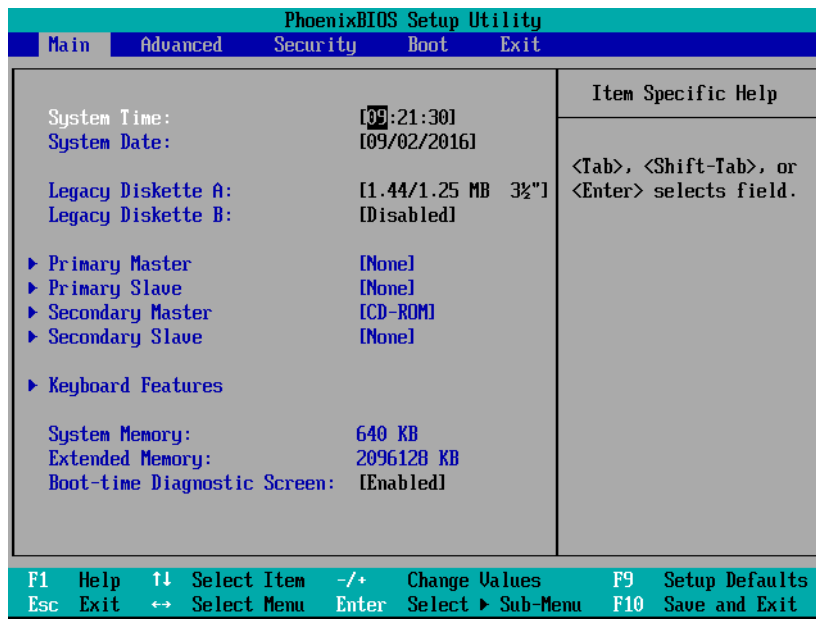 PhoenixBIOS Setup Utility
Main Advanced Security Boot Exit
Item Specific Help
System Time: [09:21:30]
System Date: [09/02/2016]
<Tab>, <Shift-Tab>, or
<Enter> selects field.
Legacy Diskette A: [1.44/1.25 MB 3½"]
Legacy Diskette B: [Disabled]
▶ Primary Master [None]
▶ Primary Slave [None]
▶ Secondary Master [CD-ROM]
▶ Secondary Slave [None]
▶ Keyboard Features
System Memory: 640 KB
Extended Memory: 2096128 KB
Boot-time Diagnostic Screen: [Enabled]
F1 Help ↑↓ Select Item -/+ Change Values F9 Setup Defaults
Esc Exit ↔ Select Menu Enter Select ▶ Sub-Menu F10 Save and Exit